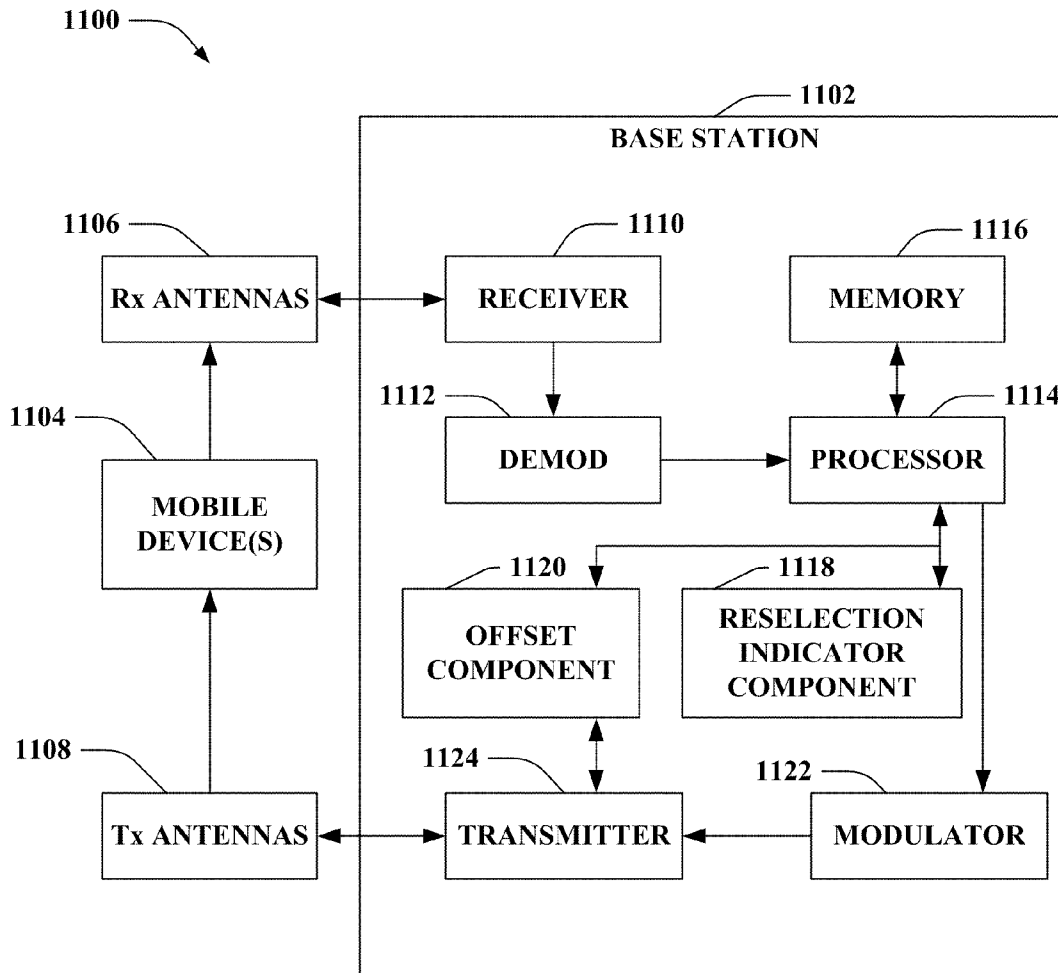 1100
1102
BASE STATION
1106
1110
1116
Rx ANTENNAS
RECEIVER
MEMORY
1104
1112
1114
DEMOD
PROCESSOR
MOBILE
DEVICE(S)
1120
1118
OFFSET
COMPONENT
RESELECTION
INDICATOR
COMPONENT
1108
1124
1122
Tx ANTENNAS
TRANSMITTER
MODULATOR